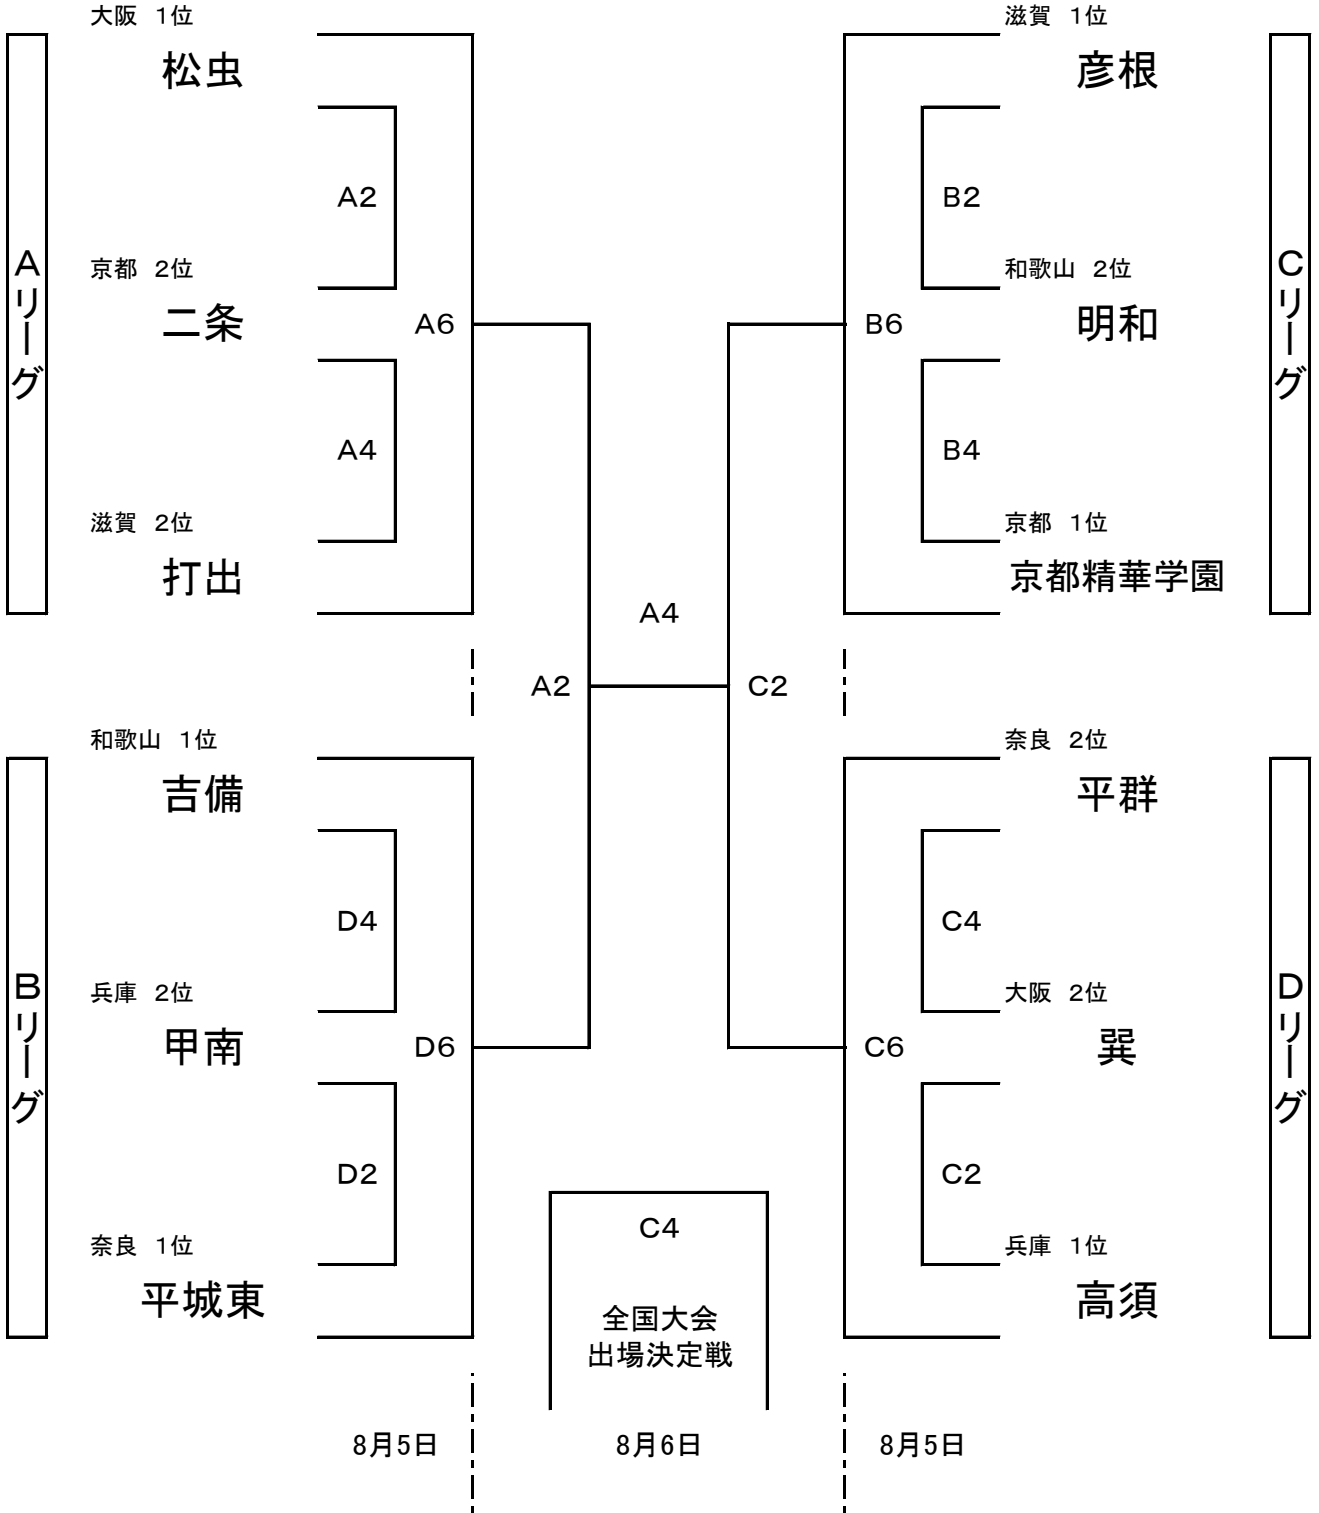 大阪 1位
松虫
A2
京都 2位
二条
A6
A4
滋賀 2位
打出
Aリーグ
和歌山 1位
吉備
D4
兵庫 2位
甲南
D6
D2
奈良 1位
平城東
Bリーグ
A4
A2
C2
滋賀 1位
彦根
B2
和歌山 2位
明和
B6
B4
京都 1位
京都精華学園
Cリーグ
奈良 2位
平群
C4
大阪 2位
巽
C6
C2
兵庫 1位
高須
Dリーグ
C4
全国大会
出場決定戦
8月5日
8月6日
8月5日